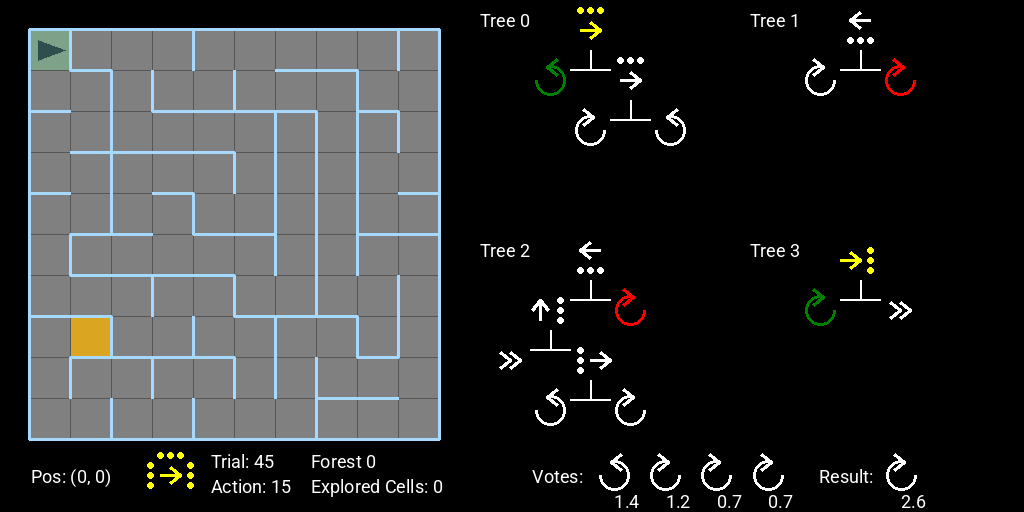 Tree 0
Tree 1
Tree 2
Tree 3
Pos: (0, 0)
Trial: 45
Forest 0
Action: 15
Explored Cells: 0
Votes:
1.4
1.2
0.7
0.7
Result:
2.6